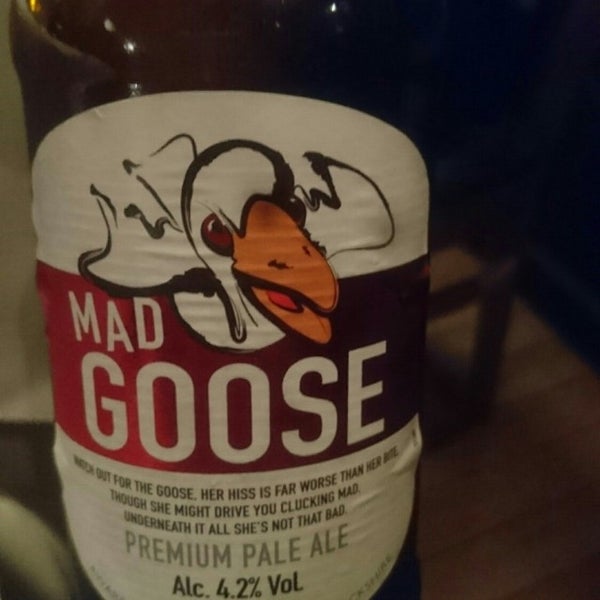 MAD
GOOSE
WATCH OUT FOR THE GOOSE. HER HISS IS FAR WORSE THAN HER BITE.
THOUGH SHE MIGHT DRIVE YOU CLUCKING MAD,
UNDERNEATH IT ALL SHE'S NOT THAT BAD.
PREMIUM PALE ALE
Alc. 4.2% Vol.